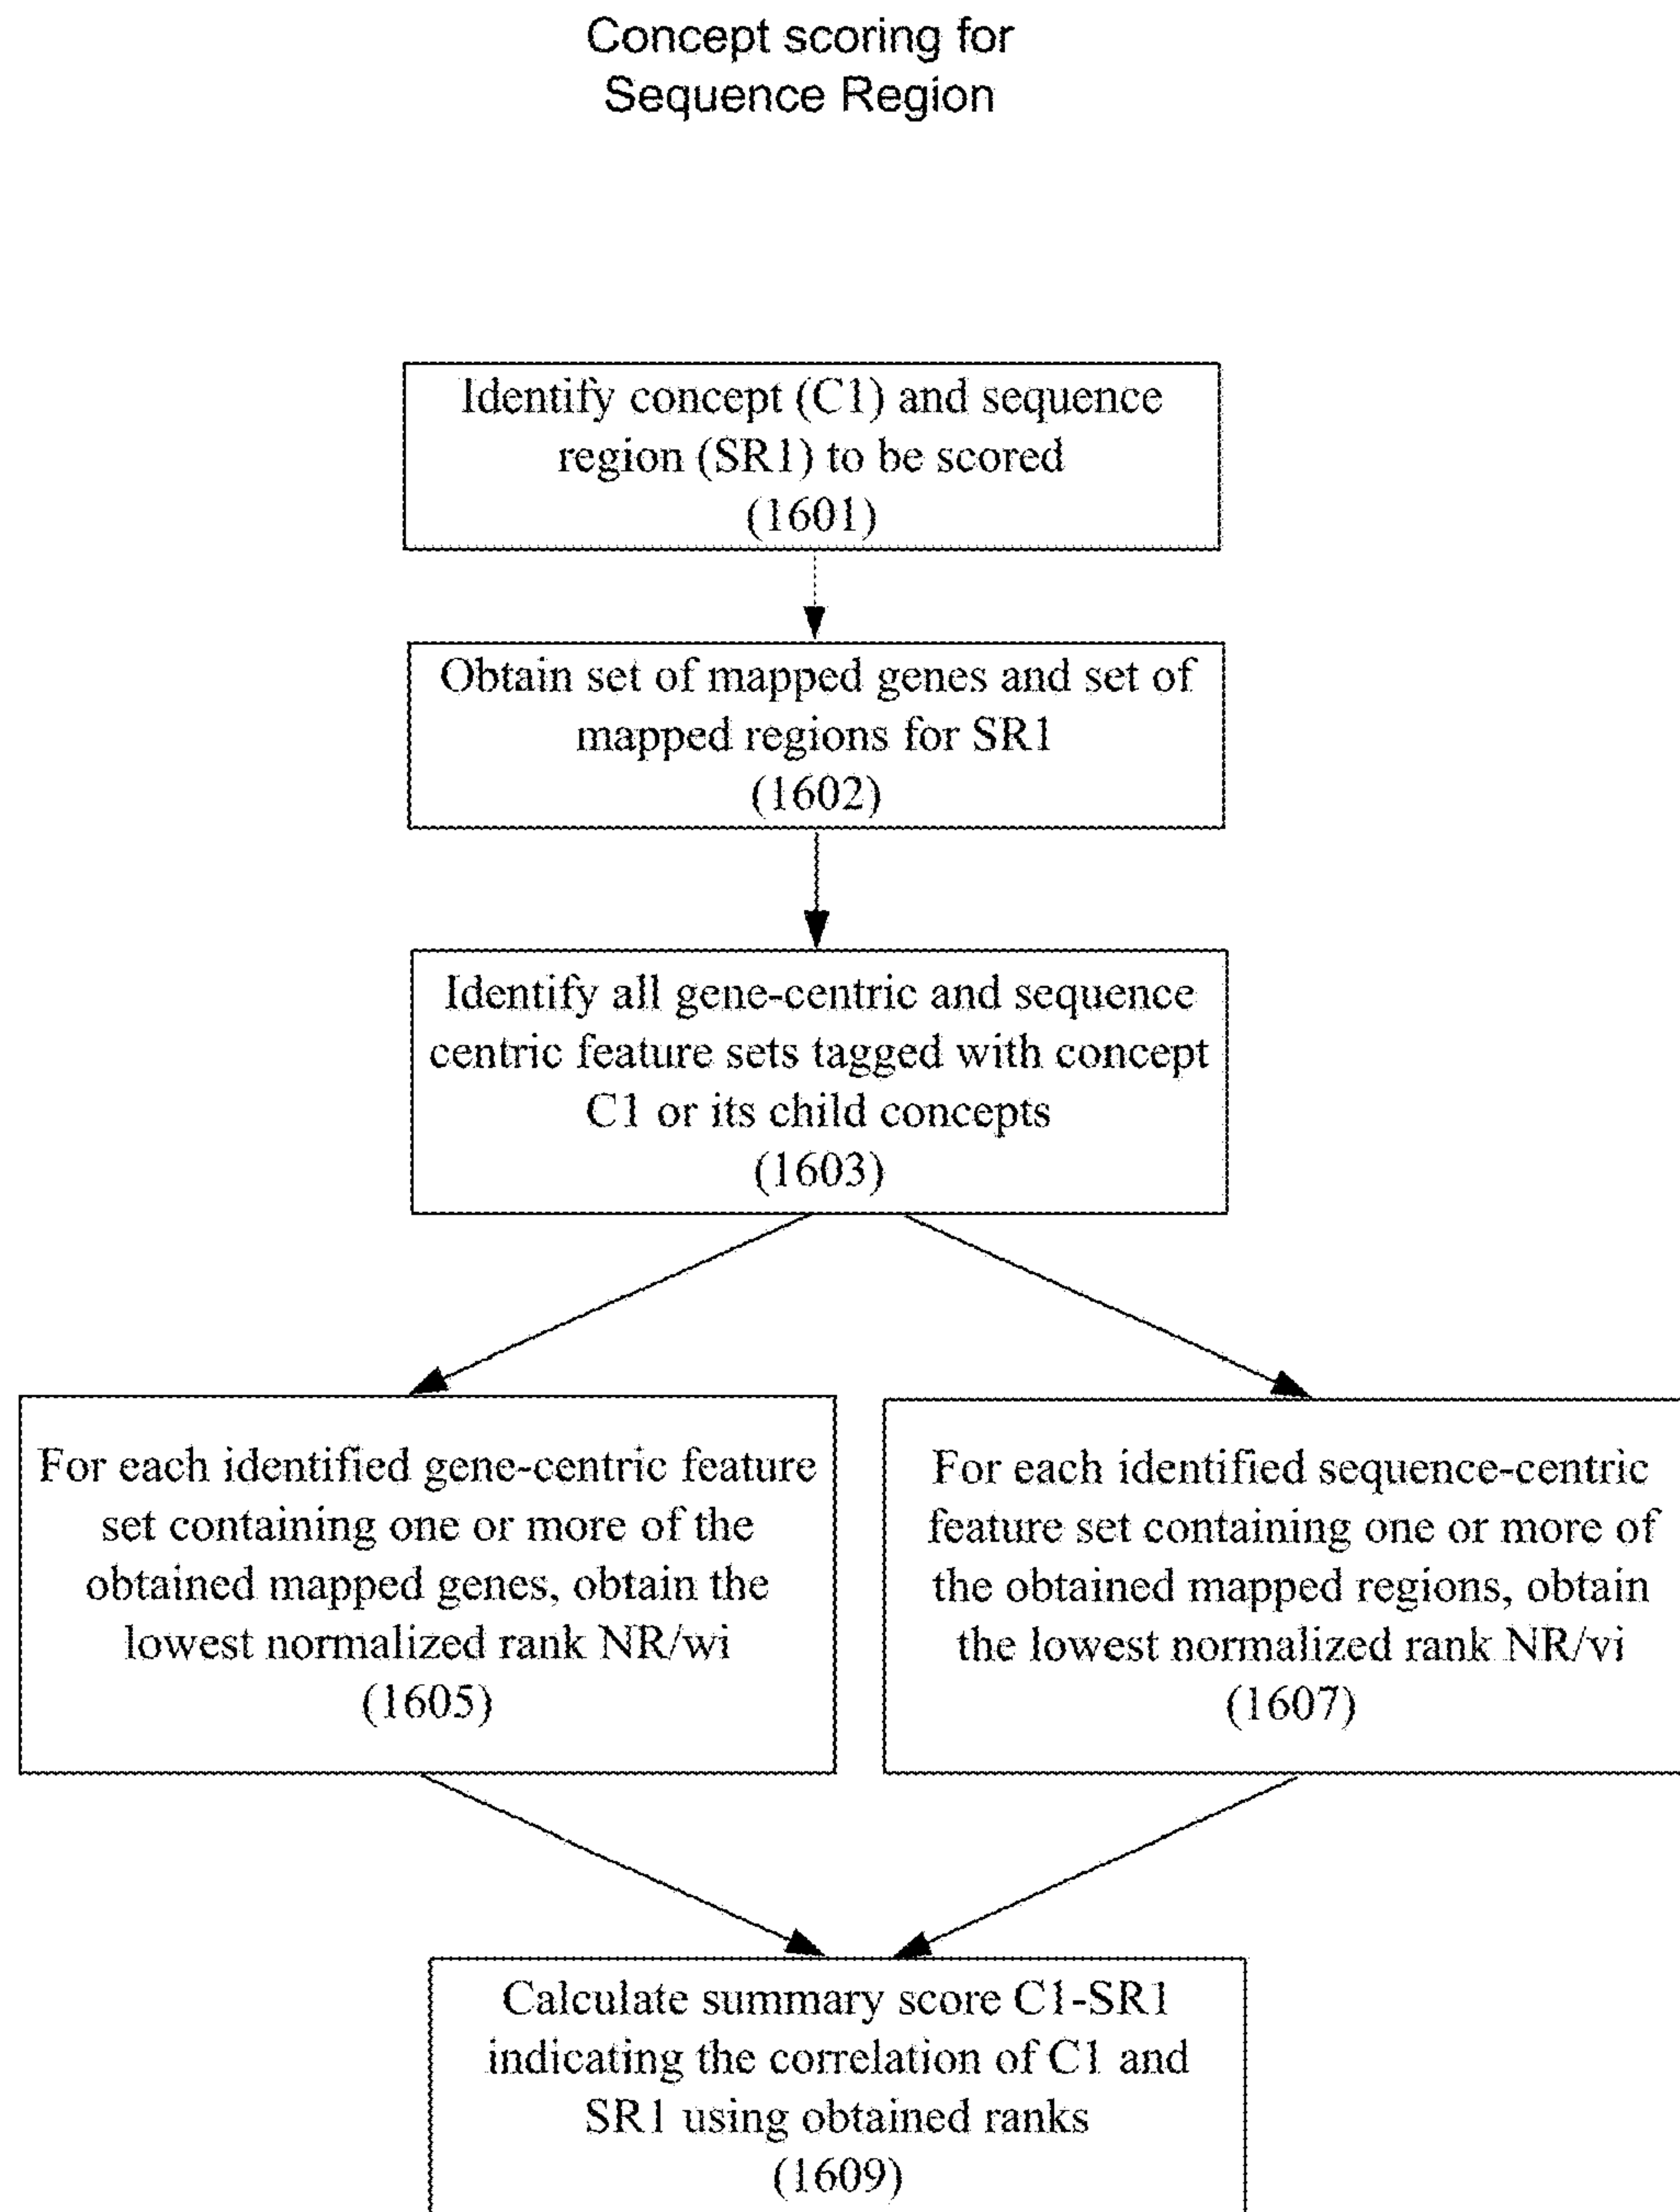 Concept scoring for
Sequence Region
Identify concept (C1) and sequence
region (SR1) to be scored
(1601)
Obtain set of mapped genes and set of
mapped regions for SR1
(1602)
Identify all gene-centric and sequence
centric feature sets tagged with concept
C1 or its child concepts
(1603)
For each identified gene-centric feature
set containing one or more of the
obtained mapped genes, obtain the
lowest normalized rank NR/wi
(1605)
For each identified sequence-centric
feature set containing one or more of
the obtained mapped regions, obtain
the lowest normalized rank NR/vi
(1607)
Calculate summary score C1-SR1
indicating the correlation of C1 and
SR1 using obtained ranks
(1609)